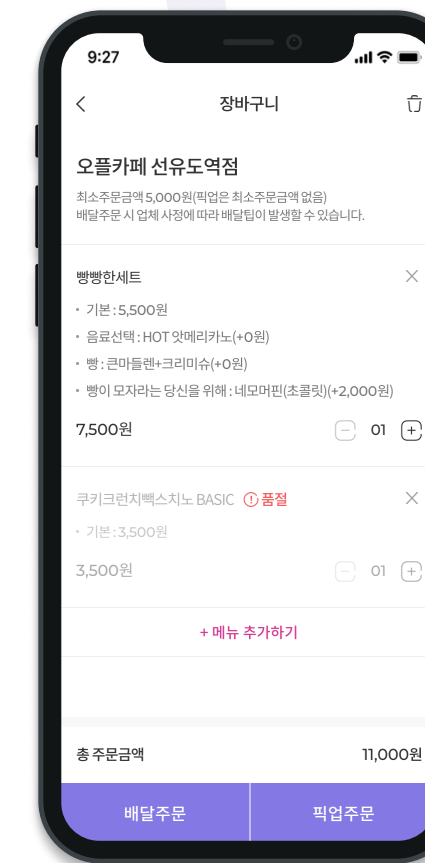 9:27
장바구니
오플카페 선유도역점
최소주문금액 5,000원(픽업은 최소주문금액 없음)
배달주문 시 업체 사정에 따라 배달팁이 발생할 수 있습니다.
빵빵한세트
• 기본 : 5,500원
• 음료선택 : HOT 앗메리카노(+0원)
• 빵 : 큰마들렌+크리미슈(+0원)
• 빵이 모자라는 당신을 위해 : 네모머핀(초콜릿)(+2,000원)
7,500원 01
쿠키크런치빽스치노 BASIC 품절
• 기본 : 3,500원
3,500원 01
+ 메뉴 추가하기
총 주문금액 11,000원
배달주문 픽업주문